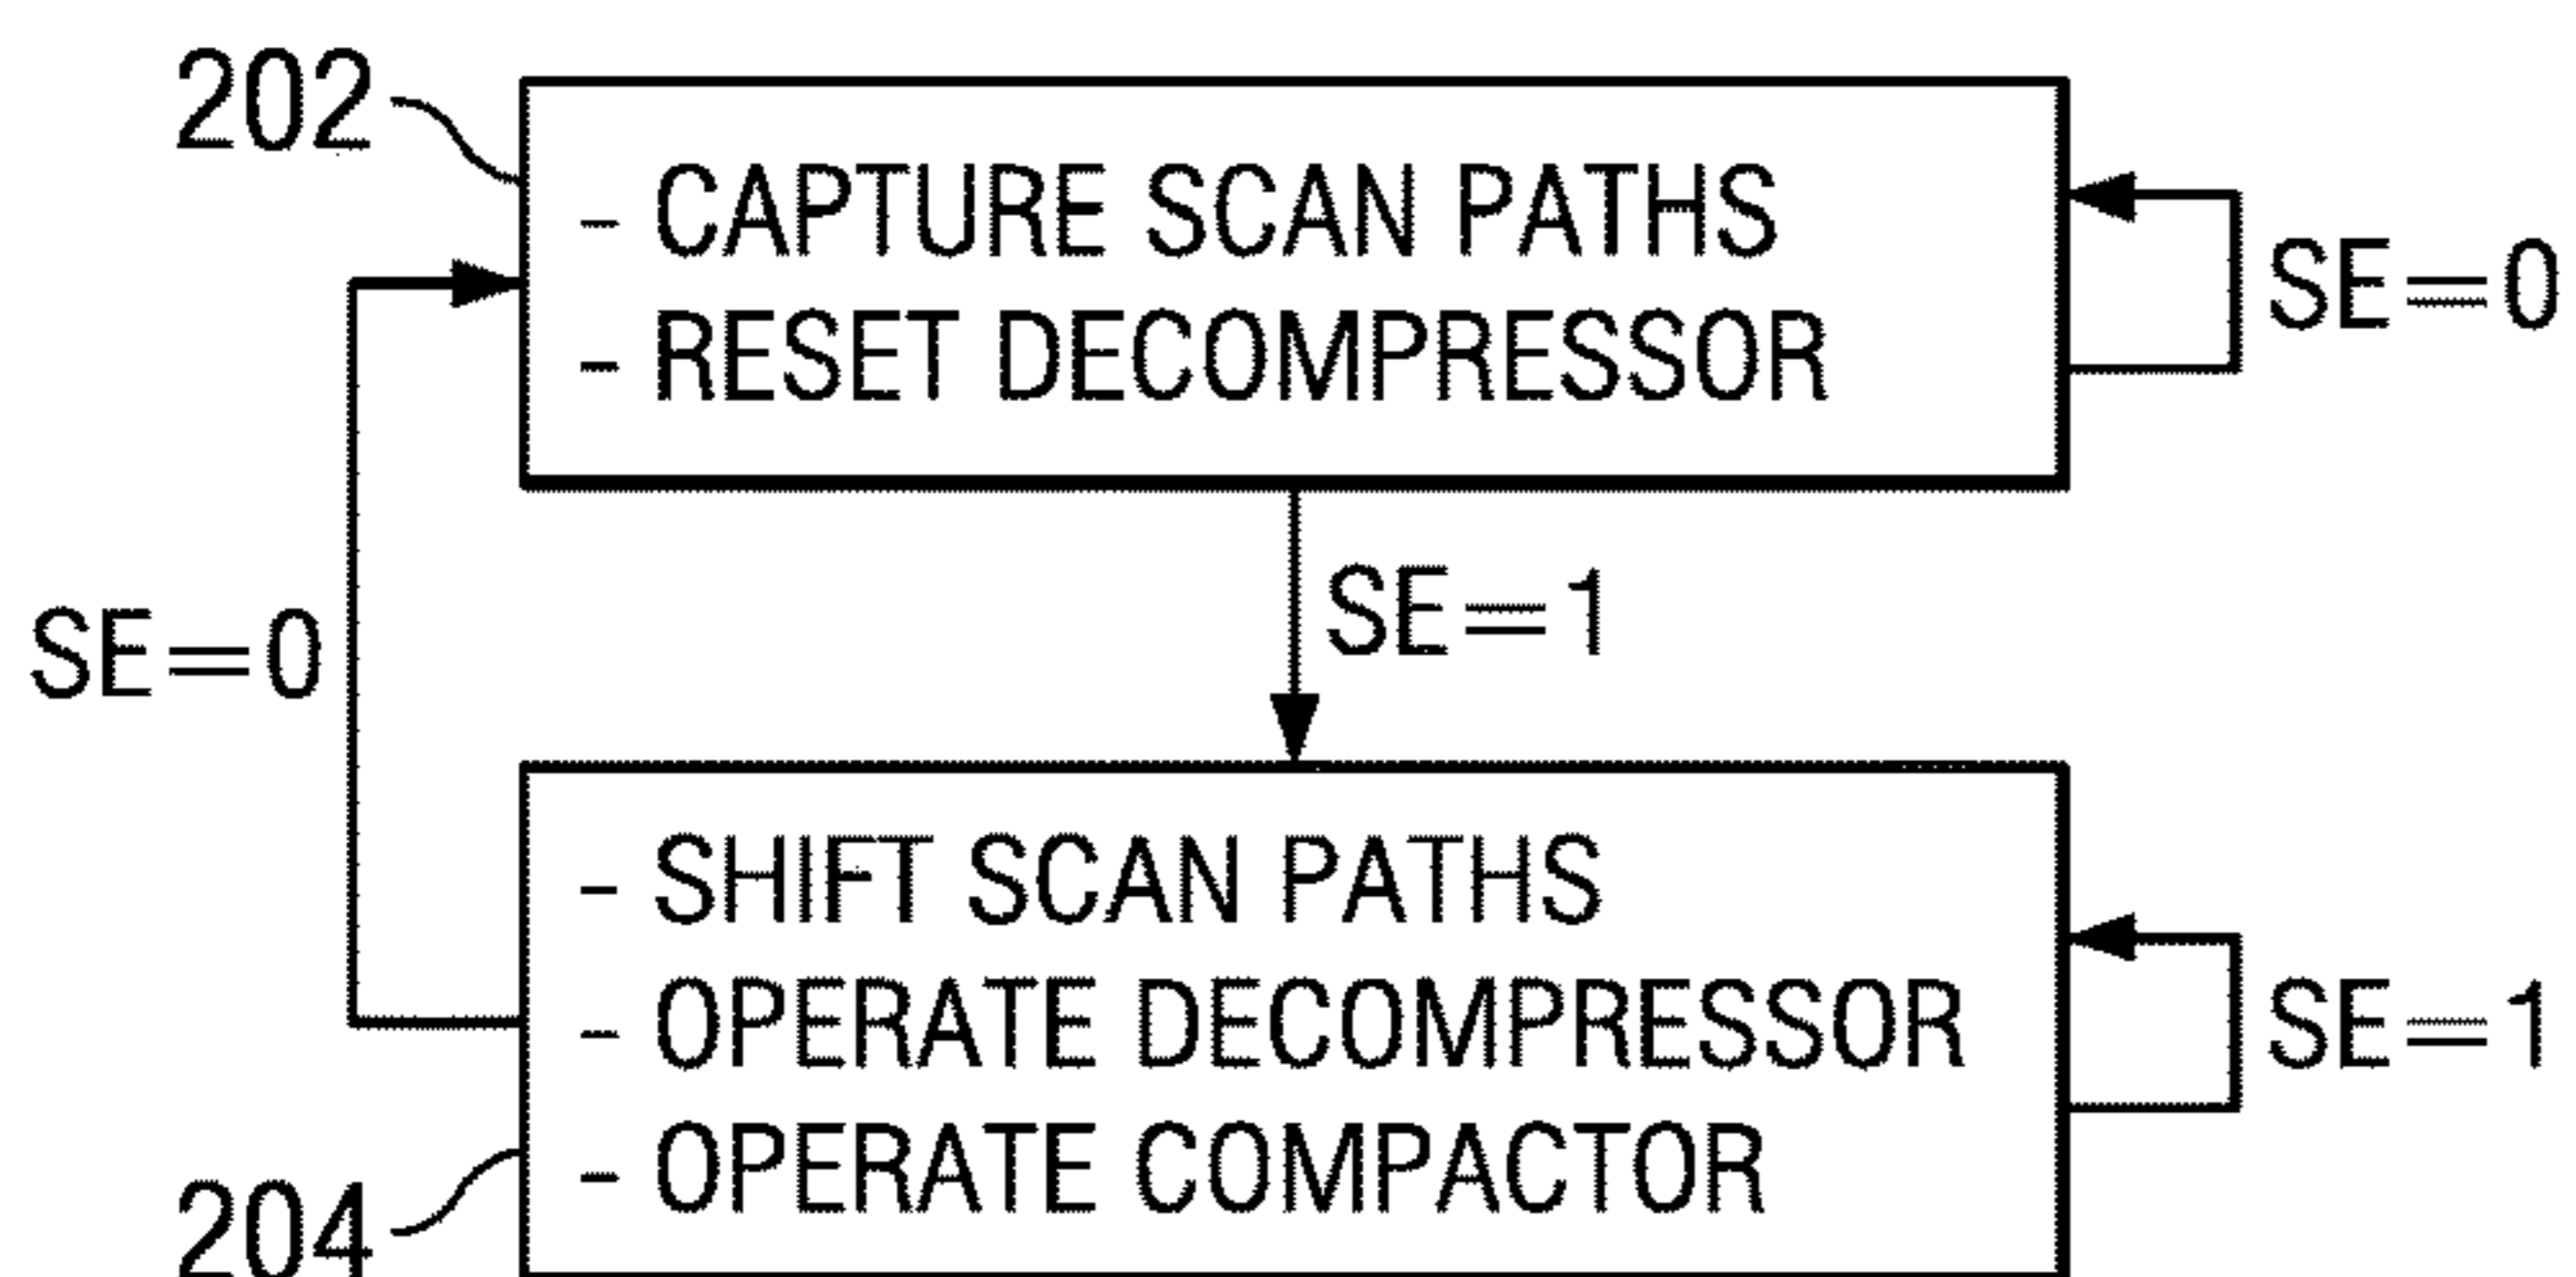 202
- CAPTURE SCAN PATHS
- RESET DECOMPRESSOR
SE=0
SE=0
SE=1
- SHIFT SCAN PATHS
- OPERATE DECOMPRESSOR
- OPERATE COMPACTOR
SE=1
204